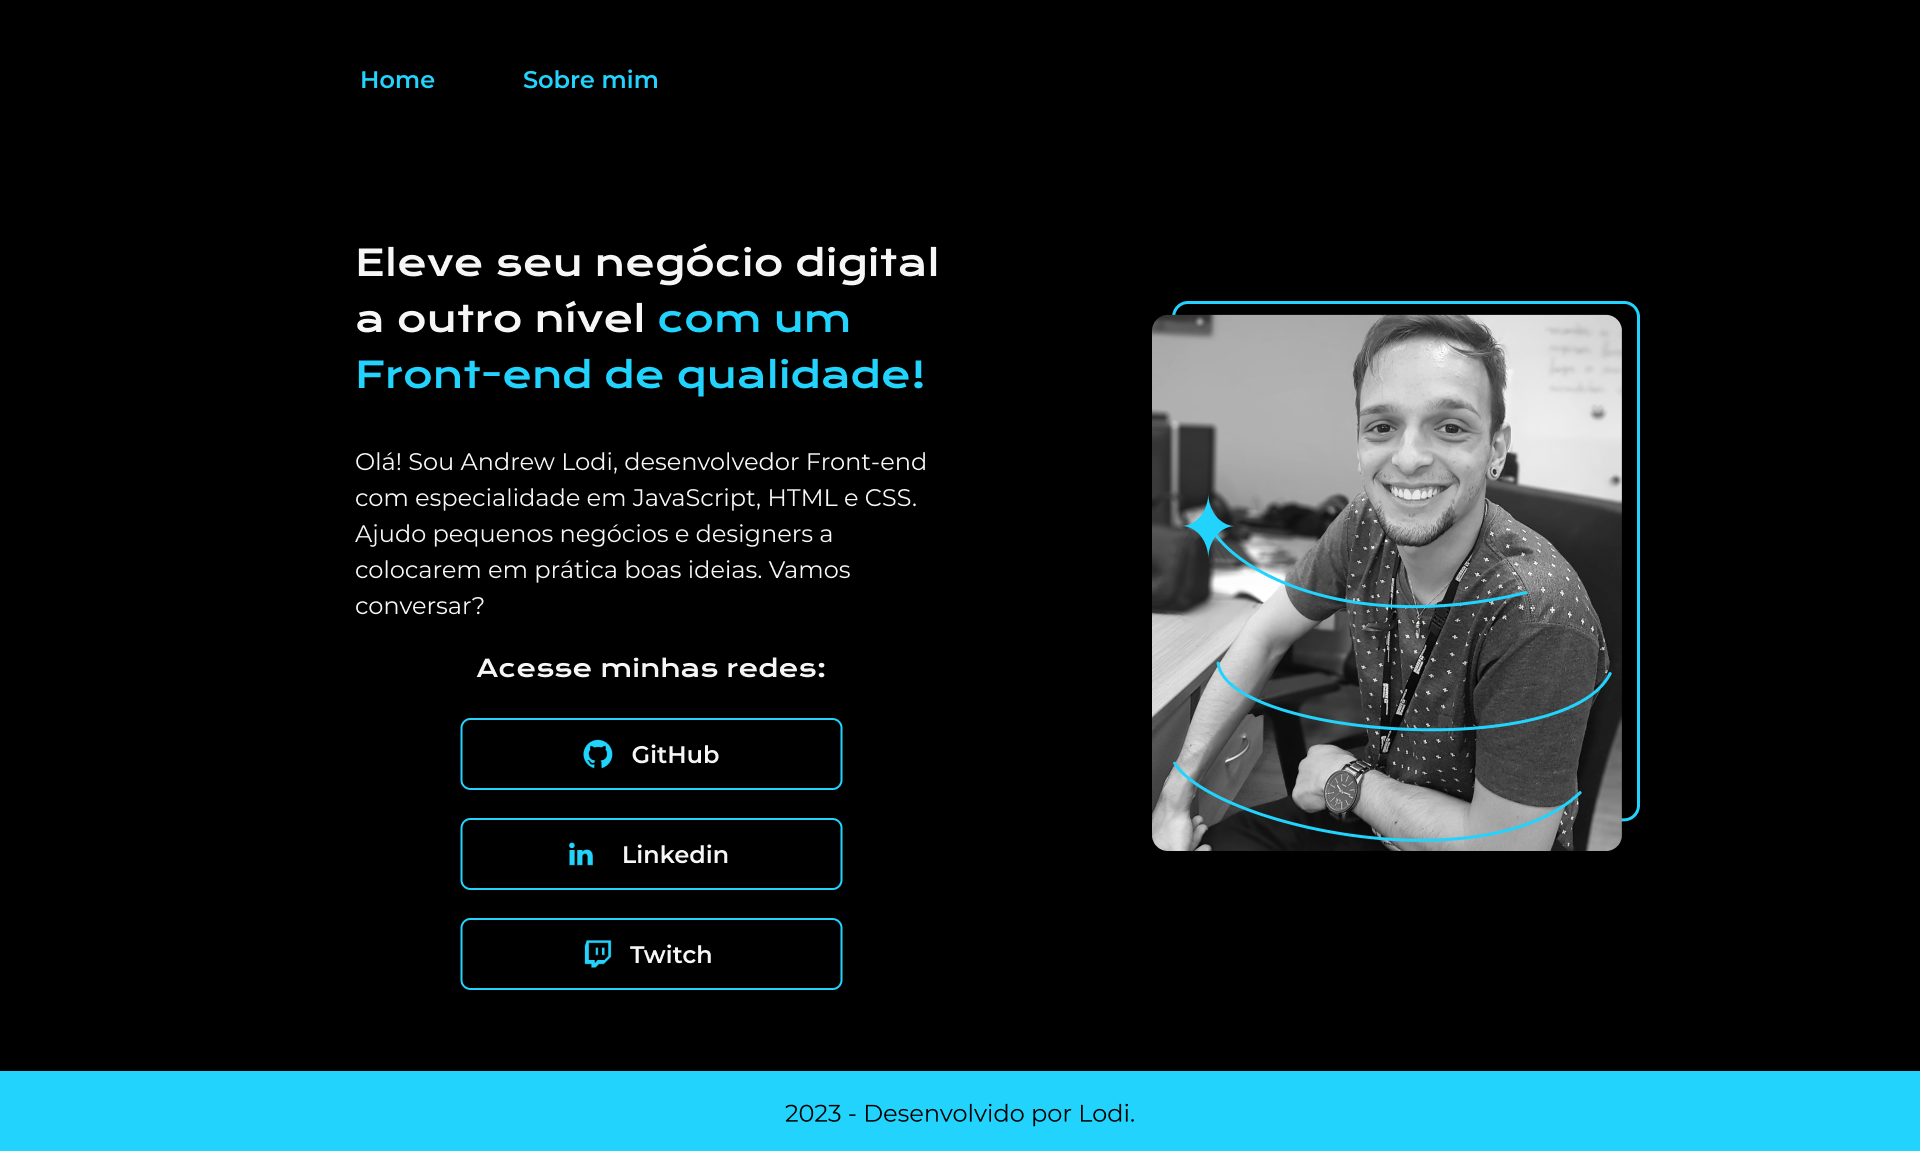 Home
Sobre mim
Eleve seu negócio digital
a outro nível com um
Front-end de qualidade!
Olá! Sou Andrew Lodi, desenvolvedor Front-end
com especialidade em JavaScript, HTML e CSS.
Ajudo pequenos negócios e designers a
colocarem em prática boas ideias. Vamos
conversar?
Acesse minhas redes:
GitHub
Linkedin
Twitch
2023 - Desenvolvido por Lodi.